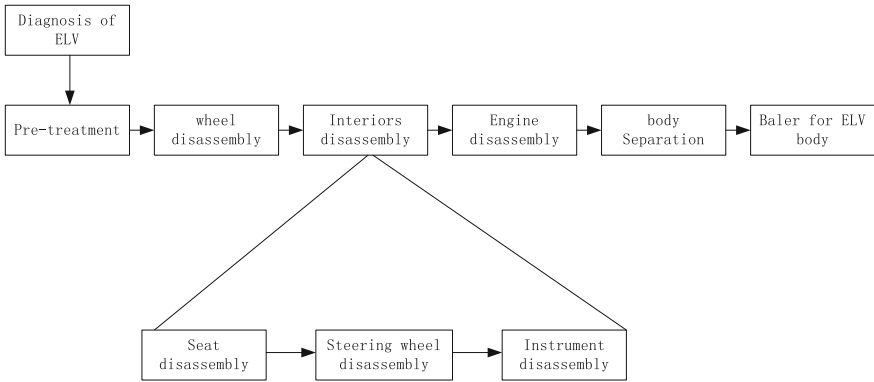 Diagnosis of
ELV
Pre-treatment
wheel
disassembly
Interiors
disassembly
Engine
disassembly
body
Separation
Baler for ELV
body
Seat
disassembly
Steering wheel
disassembly
Instrument
disassembly